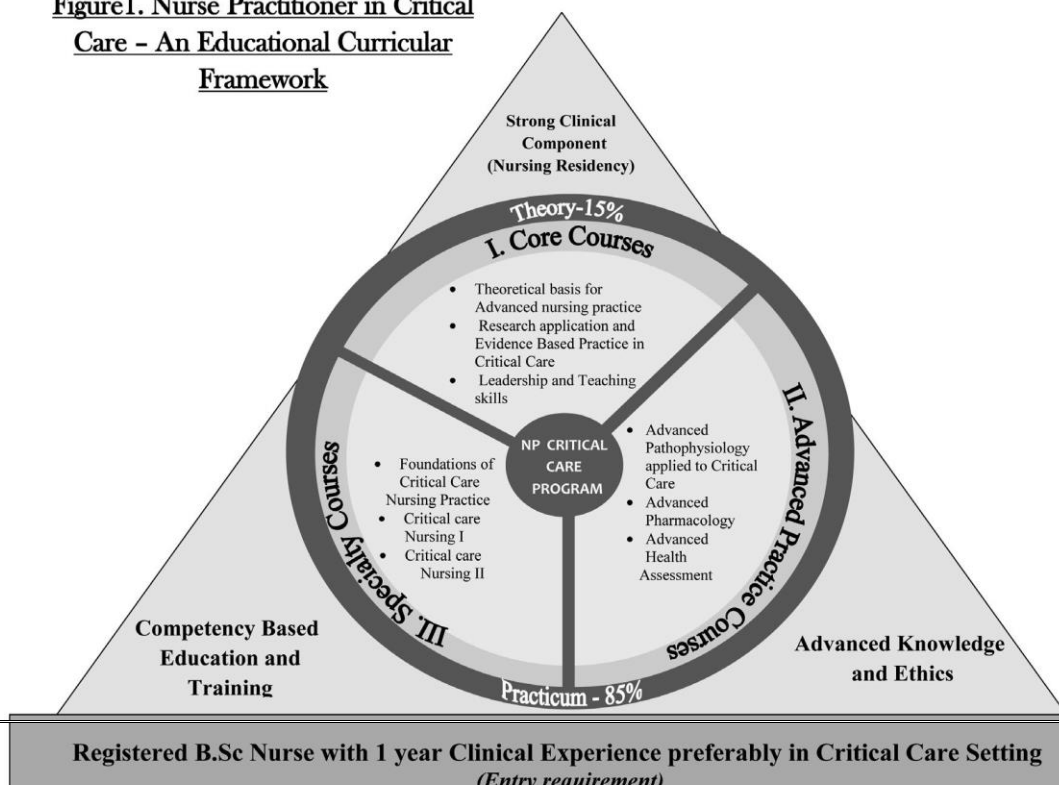 Figure1. Nurse Practitioner in Critical
Care – An Educational Curricular
Framework
Strong Clinical
Component
(Nursing Residency)
Theory-15%
I. Core Courses
• Theoretical basis for
Advanced nursing practice
• Research application and
Evidence Based Practice in
Critical Care
• Leadership and Teaching
skills
NP CRITICAL
CARE
PROGRAM
II. Advanced Practice Courses
• Advanced
Pathophysiology
applied to Critical
Care
• Advanced
Pharmacology
• Advanced
Health
Assessment
III. Specialty Courses
• Foundations of
Critical Care
Nursing Practice
• Critical care
Nursing I
• Critical care
Nursing II
Practicum - 85%
Competency Based
Education and
Training
Advanced Knowledge
and Ethics
Registered B.Sc Nurse with 1 year Clinical Experience preferably in Critical Care Setting
(Entry requirement)